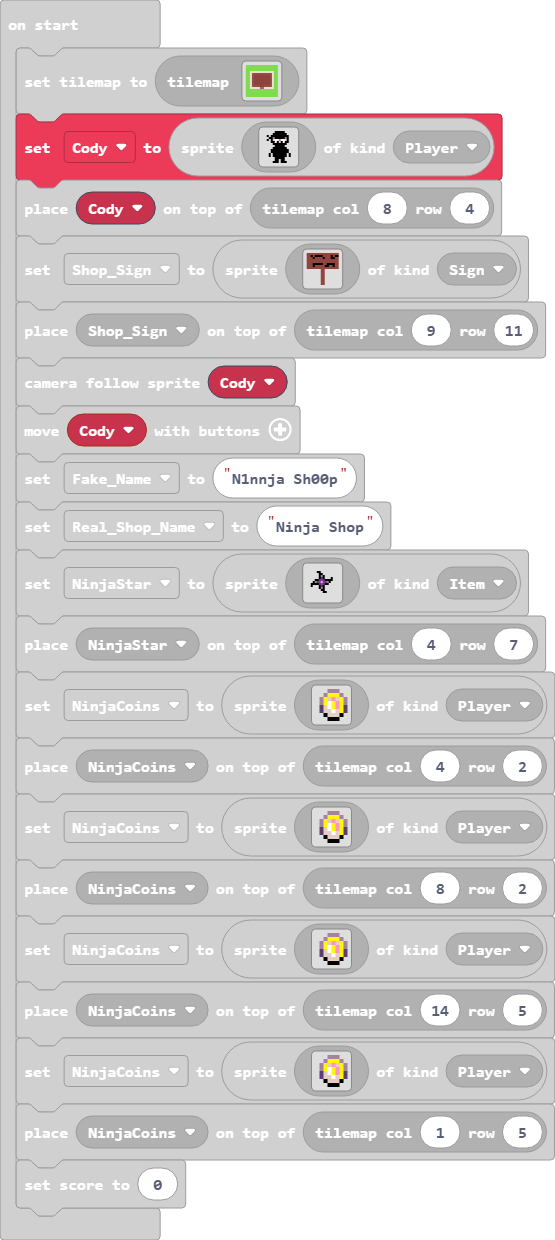 on start
set tilemap to tilemap
set Cody to sprite of kind Player
place Cody on top of tilemap col 8 row 4
set Shop_Sign to sprite of kind Sign
place Shop_Sign on top of tilemap col 9 row 11
camera follow sprite Cody
move Cody with buttons
set Fake_Name to "N1nnja Sh00p"
set Real_Shop_Name to "Ninja Shop"
set NinjaStar to sprite of kind Item
place NinjaStar on top of tilemap col 4 row 7
set NinjaCoins to sprite of kind Player
place NinjaCoins on top of tilemap col 4 row 2
set NinjaCoins to sprite of kind Player
place NinjaCoins on top of tilemap col 8 row 2
set NinjaCoins to sprite of kind Player
place NinjaCoins on top of tilemap col 14 row 5
set NinjaCoins to sprite of kind Player
place NinjaCoins on top of tilemap col 1 row 5
set score to 0